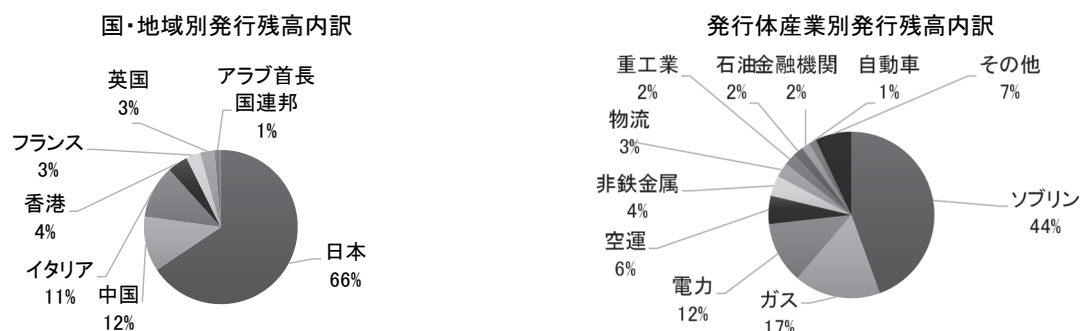 国・地域別発行残高内訳
英国
3%
アラブ首長
国連邦
1%
フランス
3%
香港
4%
イタリア
11%
中国
12%
日本
66%
発行体産業別発行残高内訳
重工業
2%
石油
2%
金融機関
2%
自動車
1%
その他
7%
物流
3%
非鉄金属
4%
空運
6%
電力
12%
ガス
17%
ソブリン
44%